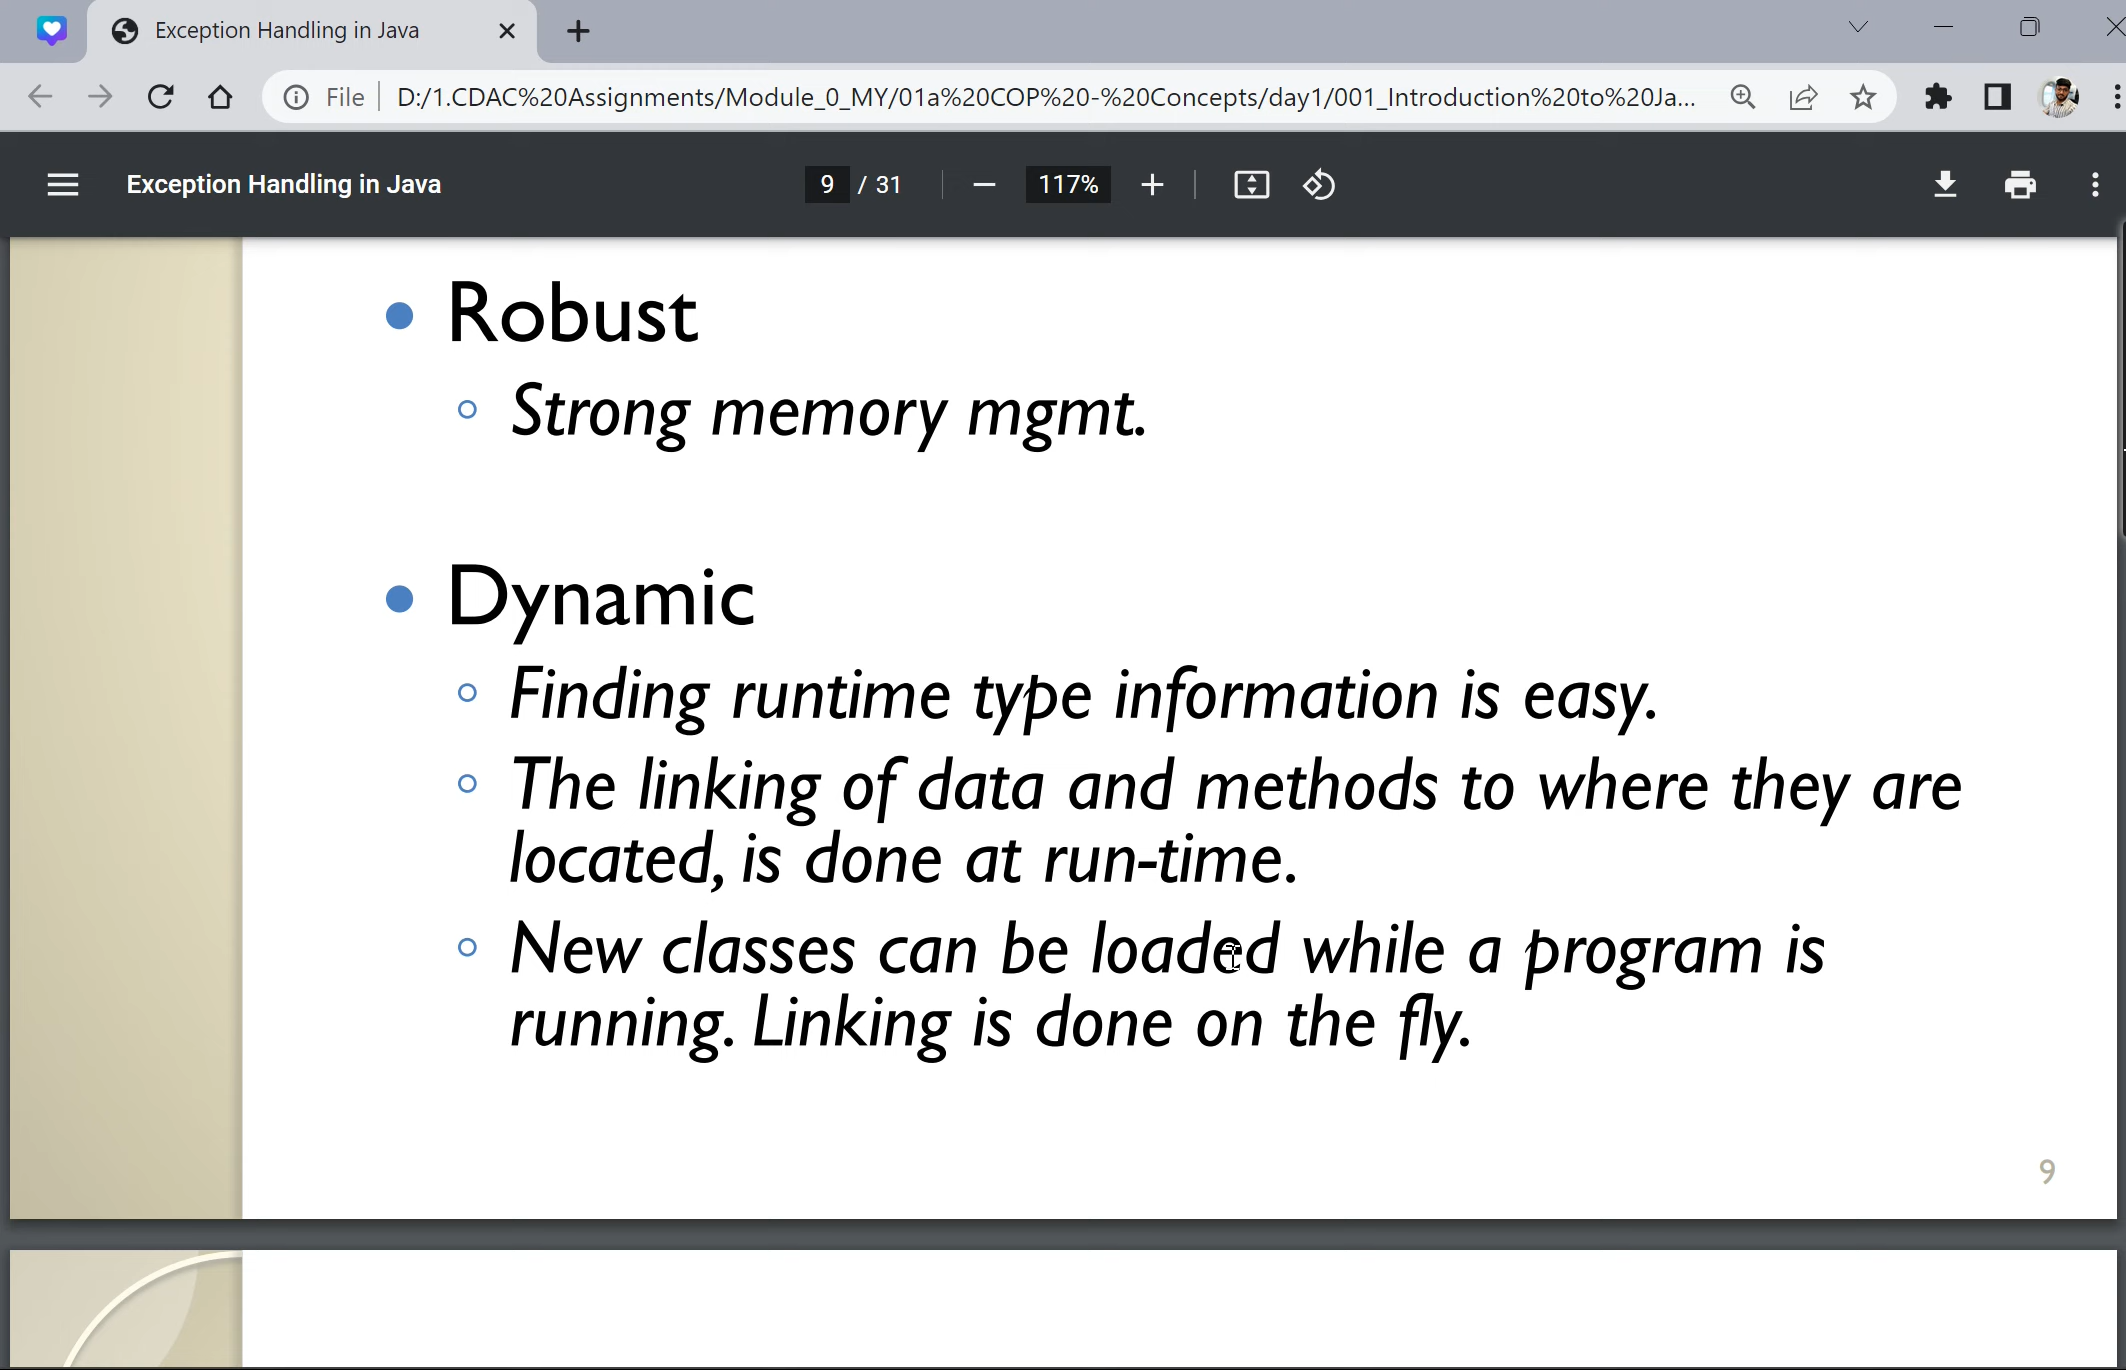 Exception Handling in Java
File D:/1.CDAC%20Assignments/Module_0_MY/01a%20COP%20-%20Concepts/day1/001_Introduction%20to%20Ja...
Exception Handling in Java 9 / 31 117%
Robust
Strong memory mgmt.
Dynamic
Finding runtime type information is easy.
The linking of data and methods to where they are
located, is done at run-time.
New classes can be loaded while a program is
running. Linking is done on the fly.
9